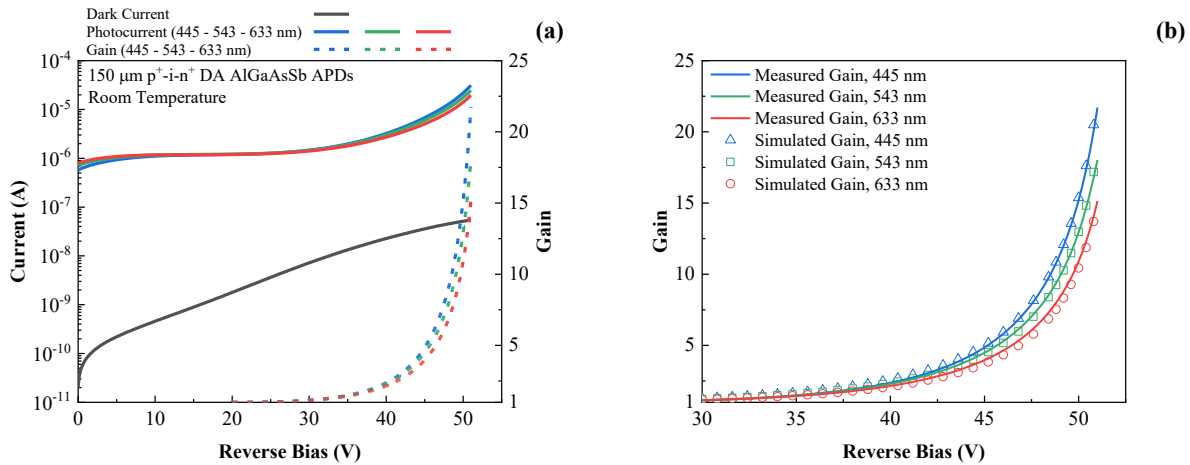 Dark Current
Photocurrent (445 - 543 - 633 nm)
Gain (445 - 543 - 633 nm)
(a)
150 μm p⁺-i-n⁺ DA AlGaAsSb APDs
Room Temperature
10⁻⁴
10⁻⁵
10⁻⁶
10⁻⁷
10⁻⁸
10⁻⁹
10⁻¹⁰
10⁻¹¹
Current (A)
0 10 20 30 40 50
Reverse Bias (V)
25
20
15
10
5
1
Gain
(b)
Measured Gain, 445 nm
Measured Gain, 543 nm
Measured Gain, 633 nm
Simulated Gain, 445 nm
Simulated Gain, 543 nm
Simulated Gain, 633 nm
25
20
15
10
5
1
Gain
30 35 40 45 50
Reverse Bias (V)